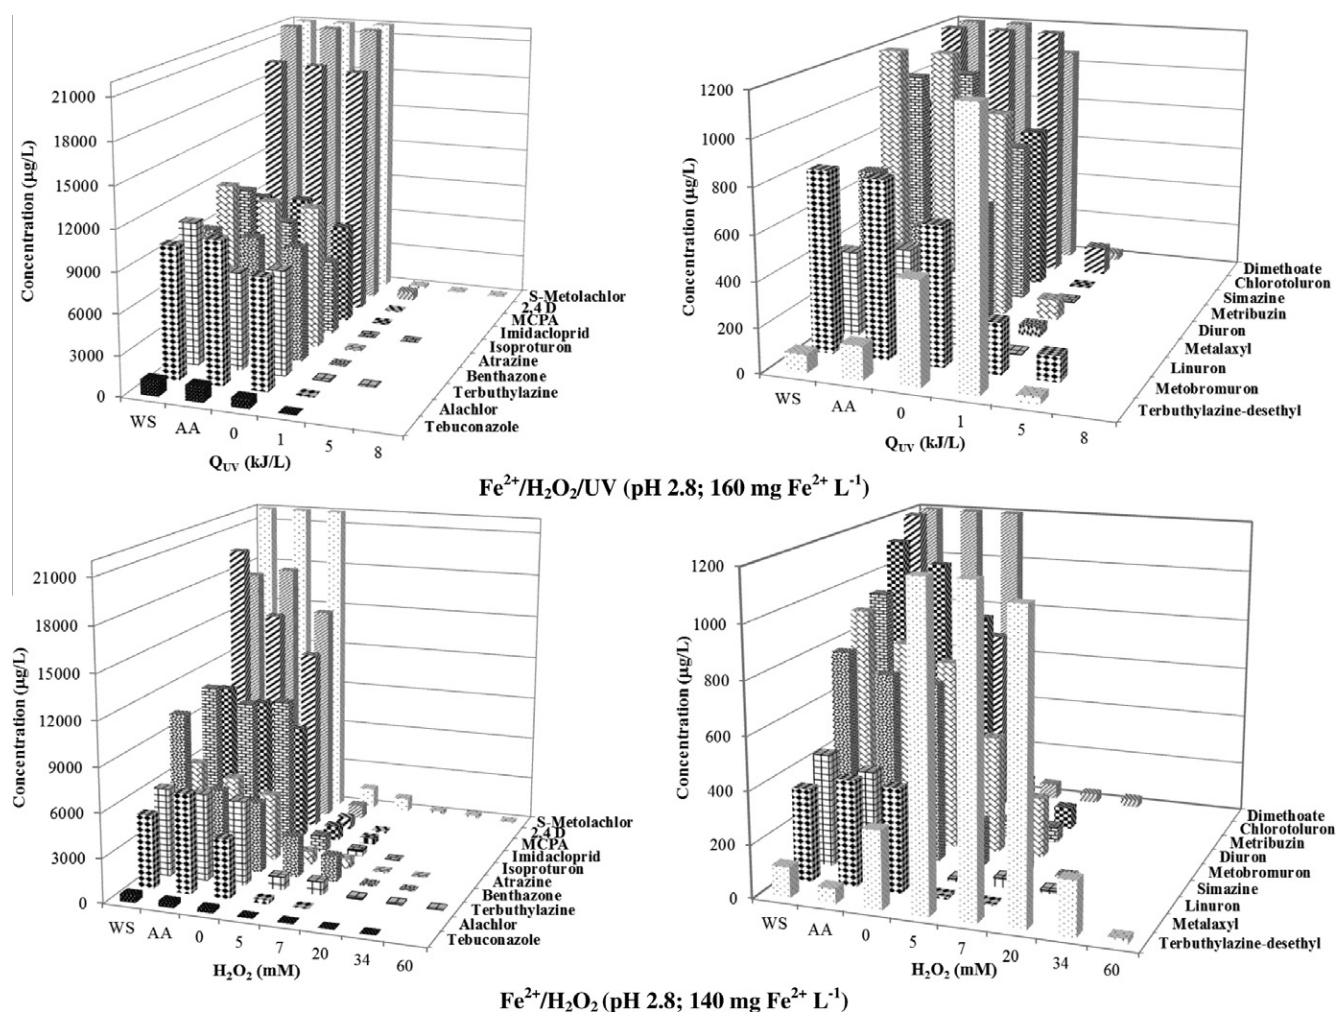 Concentration (µg/L)
21000
18000
15000
12000
9000
6000
3000
0
WS
AA
0
1
5
8
Q_UV (kJ/L)
S-Metolachlor
2,4 D
MCPA
Imidacloprid
Isoproturon
Atrazine
Benthazone
Terbuthylazine
Alachlor
Tebuconazole
Concentration (µg/L)
1200
1000
800
600
400
200
0
WS
AA
0
1
5
8
Q_UV (kJ/L)
Dimethoate
Chlorotoluron
Simazine
Metribuzin
Diuron
Metalaxyl
Linuron
Metobromuron
Terbuthylazine-desethyl
Fe²⁺/H₂O₂/UV (pH 2.8; 160 mg Fe²⁺ L⁻¹)
Concentration (µg/L)
21000
18000
15000
12000
9000
6000
3000
0
WS
AA
0
5
7
20
34
60
H₂O₂ (mM)
S-Metolachlor
2,4 D
MCPA
Imidacloprid
Isoproturon
Atrazine
Benthazone
Terbuthylazine
Alachlor
Tebuconazole
Concentration (µg/L)
1200
1000
800
600
400
200
0
WS
AA
0
5
7
20
34
60
H₂O₂ (mM)
Dimethoate
Chlorotoluron
Metribuzin
Diuron
Metobromuron
Simazine
Linuron
Metalaxyl
Terbuthylazine-desethyl
Fe²⁺/H₂O₂ (pH 2.8; 140 mg Fe²⁺ L⁻¹)